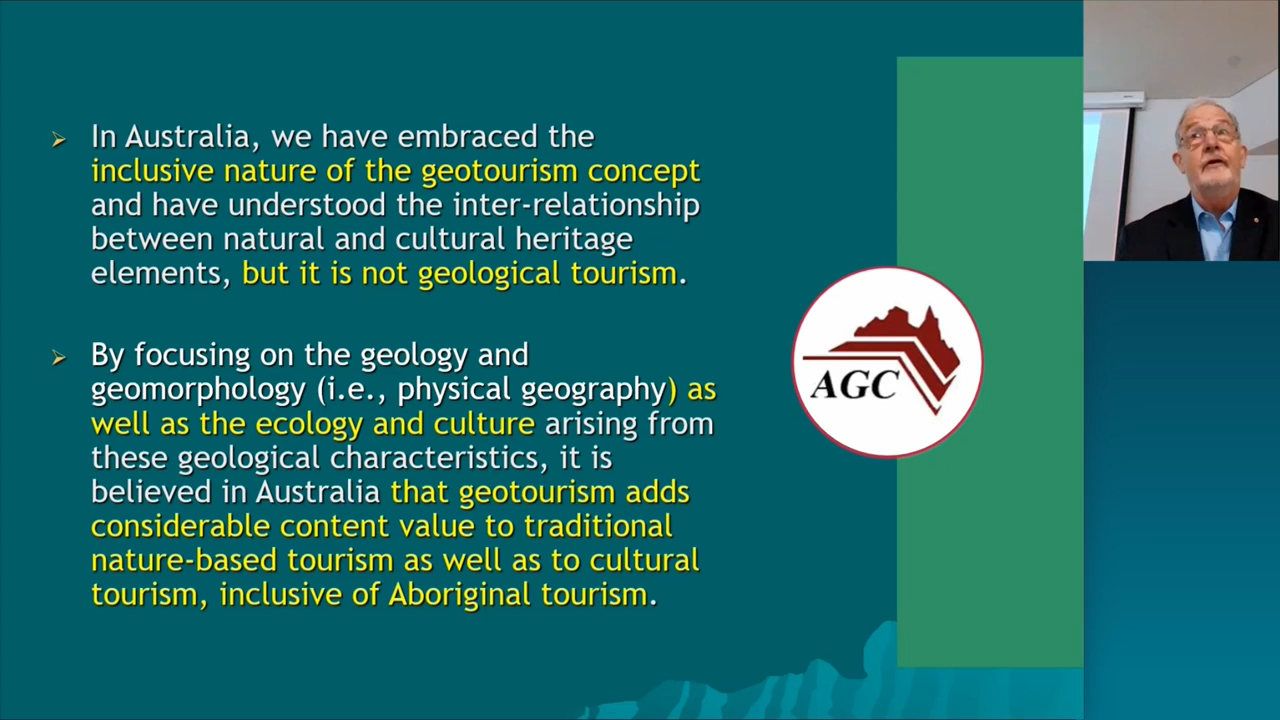 In Australia, we have embraced the
inclusive nature of the geotourism concept
and have understood the inter-relationship
between natural and cultural heritage
elements, but it is not geological tourism.
By focusing on the geology and
geomorphology (i.e., physical geography) as
well as the ecology and culture arising from
these geological characteristics, it is
believed in Australia that geotourism adds
considerable content value to traditional
nature-based tourism as well as to cultural
tourism, inclusive of Aboriginal tourism.
AGC